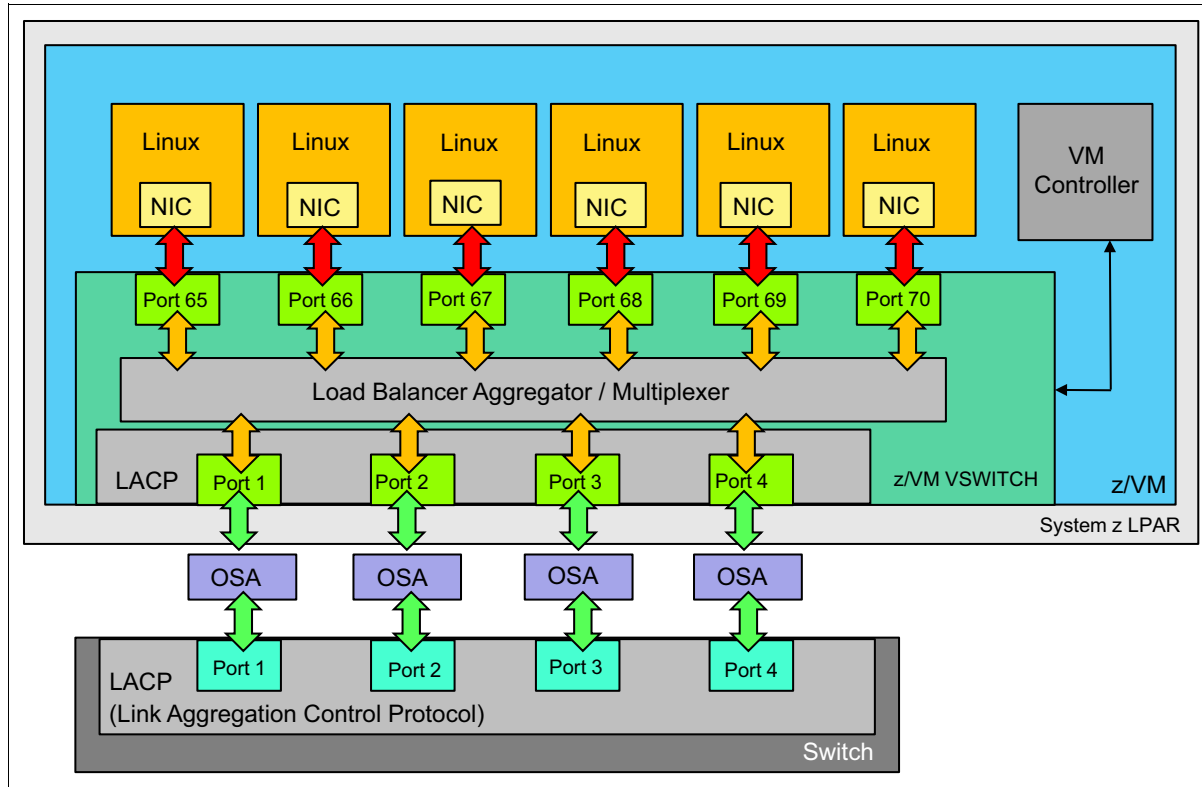 Linux Linux Linux Linux Linux Linux
VM
Controller
NIC NIC NIC NIC NIC NIC
Port 65 Port 66 Port 67 Port 68 Port 69 Port 70
Load Balancer Aggregator / Multiplexer
LACP Port 1 Port 2 Port 3 Port 4 z/VM VSWITCH z/VM
System z LPAR
OSA OSA OSA OSA
Port 1 Port 2 Port 3 Port 4
LACP
(Link Aggregation Control Protocol)
Switch